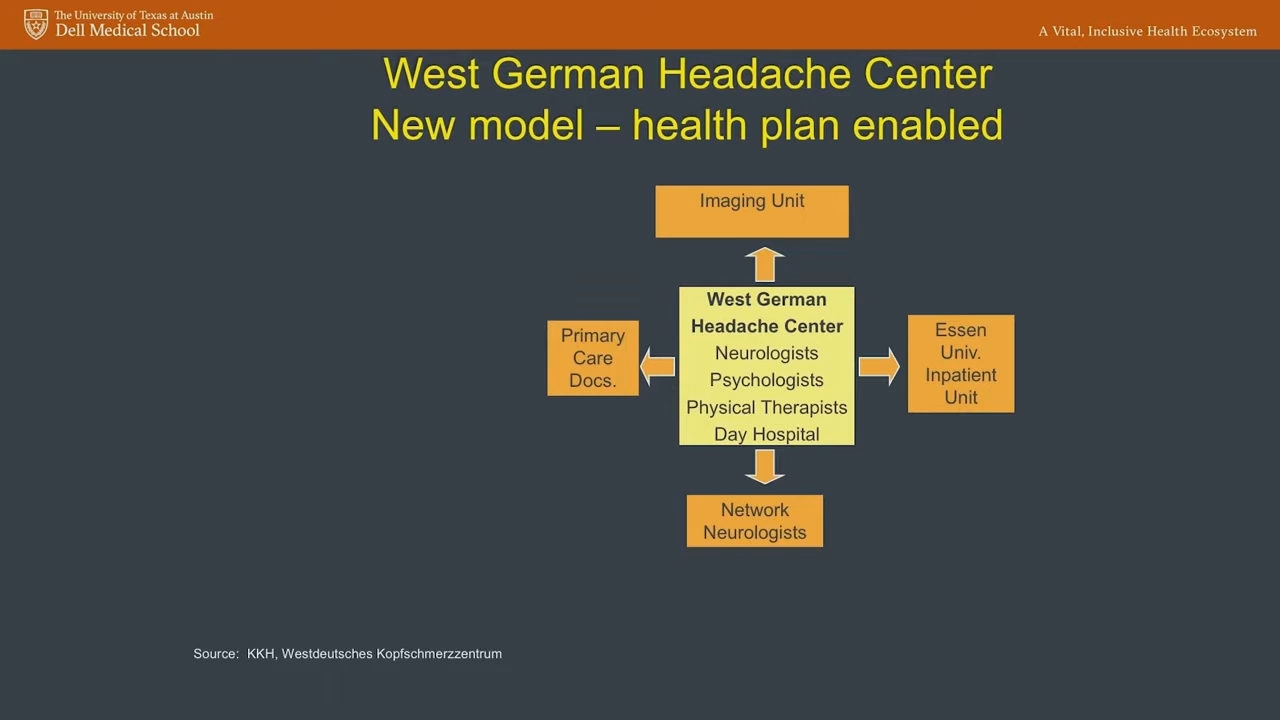 The University of Texas at Austin
Dell Medical School
A Vital, Inclusive Health Ecosystem
West German Headache Center
New model – health plan enabled
Imaging Unit
West German
Headache Center
Neurologists
Psychologists
Physical Therapists
Day Hospital
Primary
Care
Docs.
Essen
Univ.
Inpatient
Unit
Network
Neurologists
Source: KKH, Westdeutsches Kopfschmerzzentrum